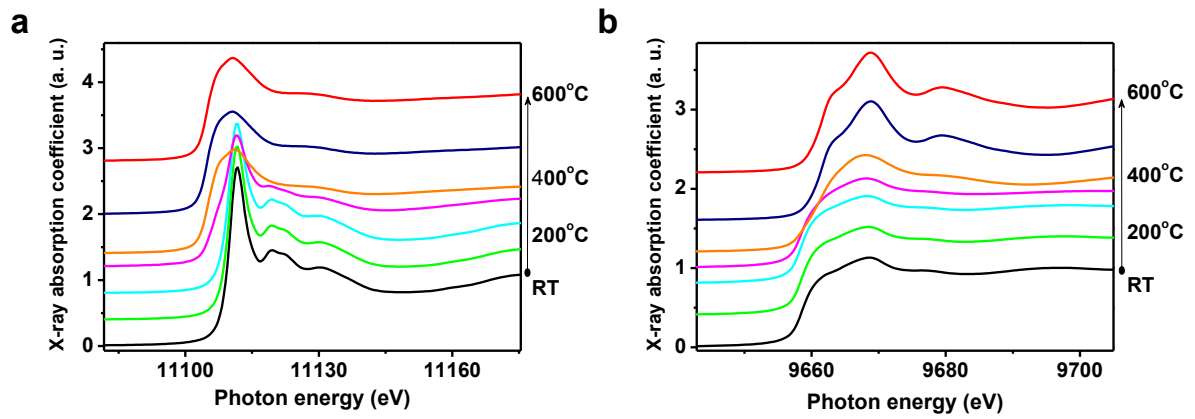 a
X-ray absorption coefficient (a. u.)
4
3
2
1
0
11100
11130
11160
Photon energy (eV)
600°C
400°C
200°C
RT
b
X-ray absorption coefficient (a. u.)
3
2
1
0
9660
9680
9700
Photon energy (eV)
600°C
400°C
200°C
RT